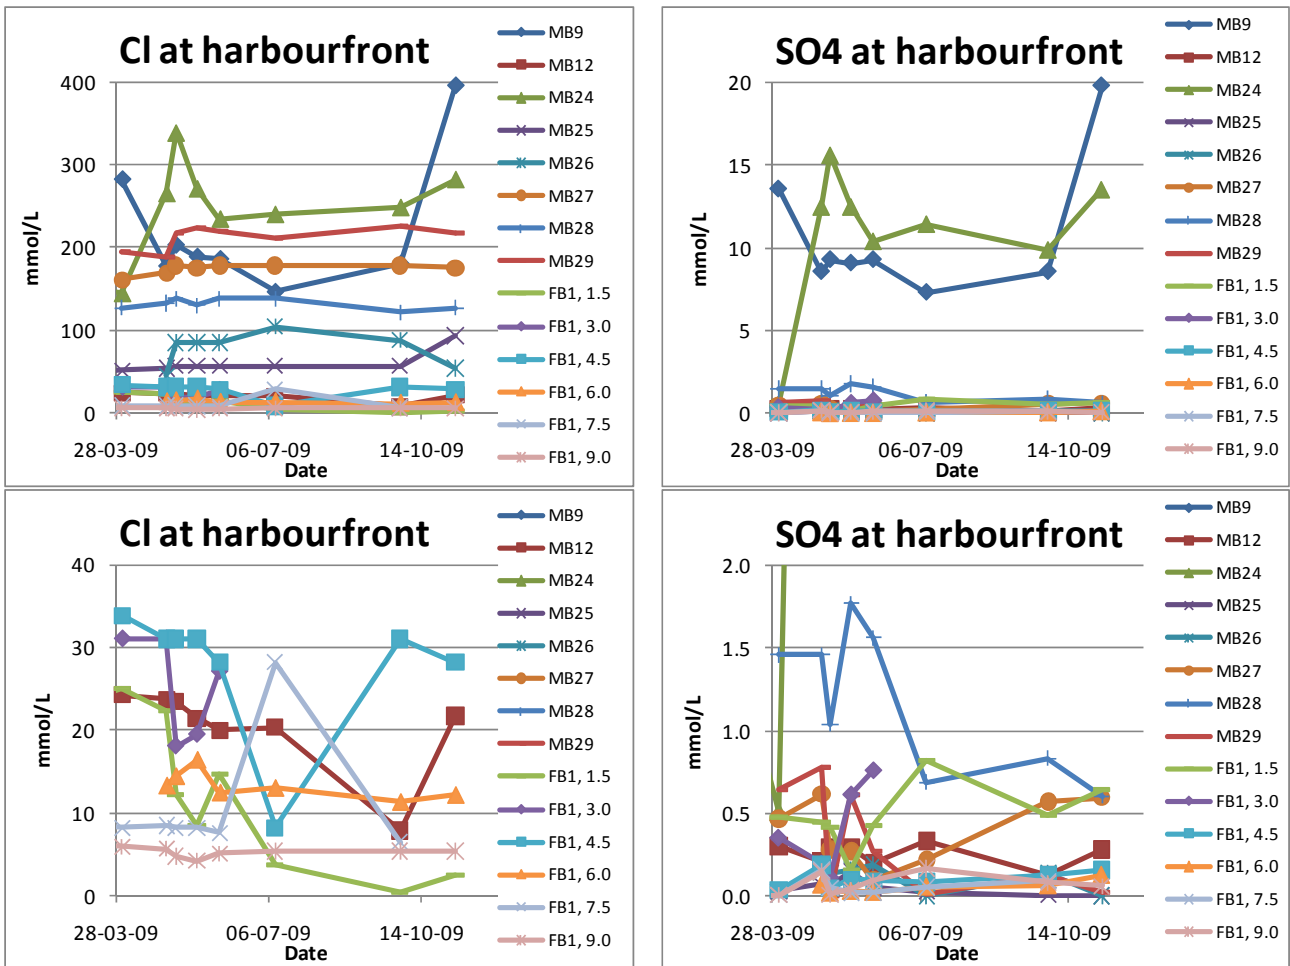 Cl at harbourfront
400
300
200
100
0
mmol/L
28-03-09
06-07-09
14-10-09
Date
MB9
MB12
MB24
MB25
MB26
MB27
MB28
MB29
FB1, 1.5
FB1, 3.0
FB1, 4.5
FB1, 6.0
FB1, 7.5
FB1, 9.0
SO4 at harbourfront
20
15
10
5
0
mmol/L
28-03-09
06-07-09
14-10-09
Date
MB9
MB12
MB24
MB25
MB26
MB27
MB28
MB29
FB1, 1.5
FB1, 3.0
FB1, 4.5
FB1, 6.0
FB1, 7.5
FB1, 9.0
Cl at harbourfront
40
30
20
10
0
mmol/L
28-03-09
06-07-09
14-10-09
Date
MB9
MB12
MB24
MB25
MB26
MB27
MB28
MB29
FB1, 1.5
FB1, 3.0
FB1, 4.5
FB1, 6.0
FB1, 7.5
FB1, 9.0
SO4 at harbourfront
2.0
1.5
1.0
0.5
0.0
mmol/L
28-03-09
06-07-09
14-10-09
Date
MB9
MB12
MB24
MB25
MB26
MB27
MB28
MB29
FB1, 1.5
FB1, 3.0
FB1, 4.5
FB1, 6.0
FB1, 7.5
FB1, 9.0